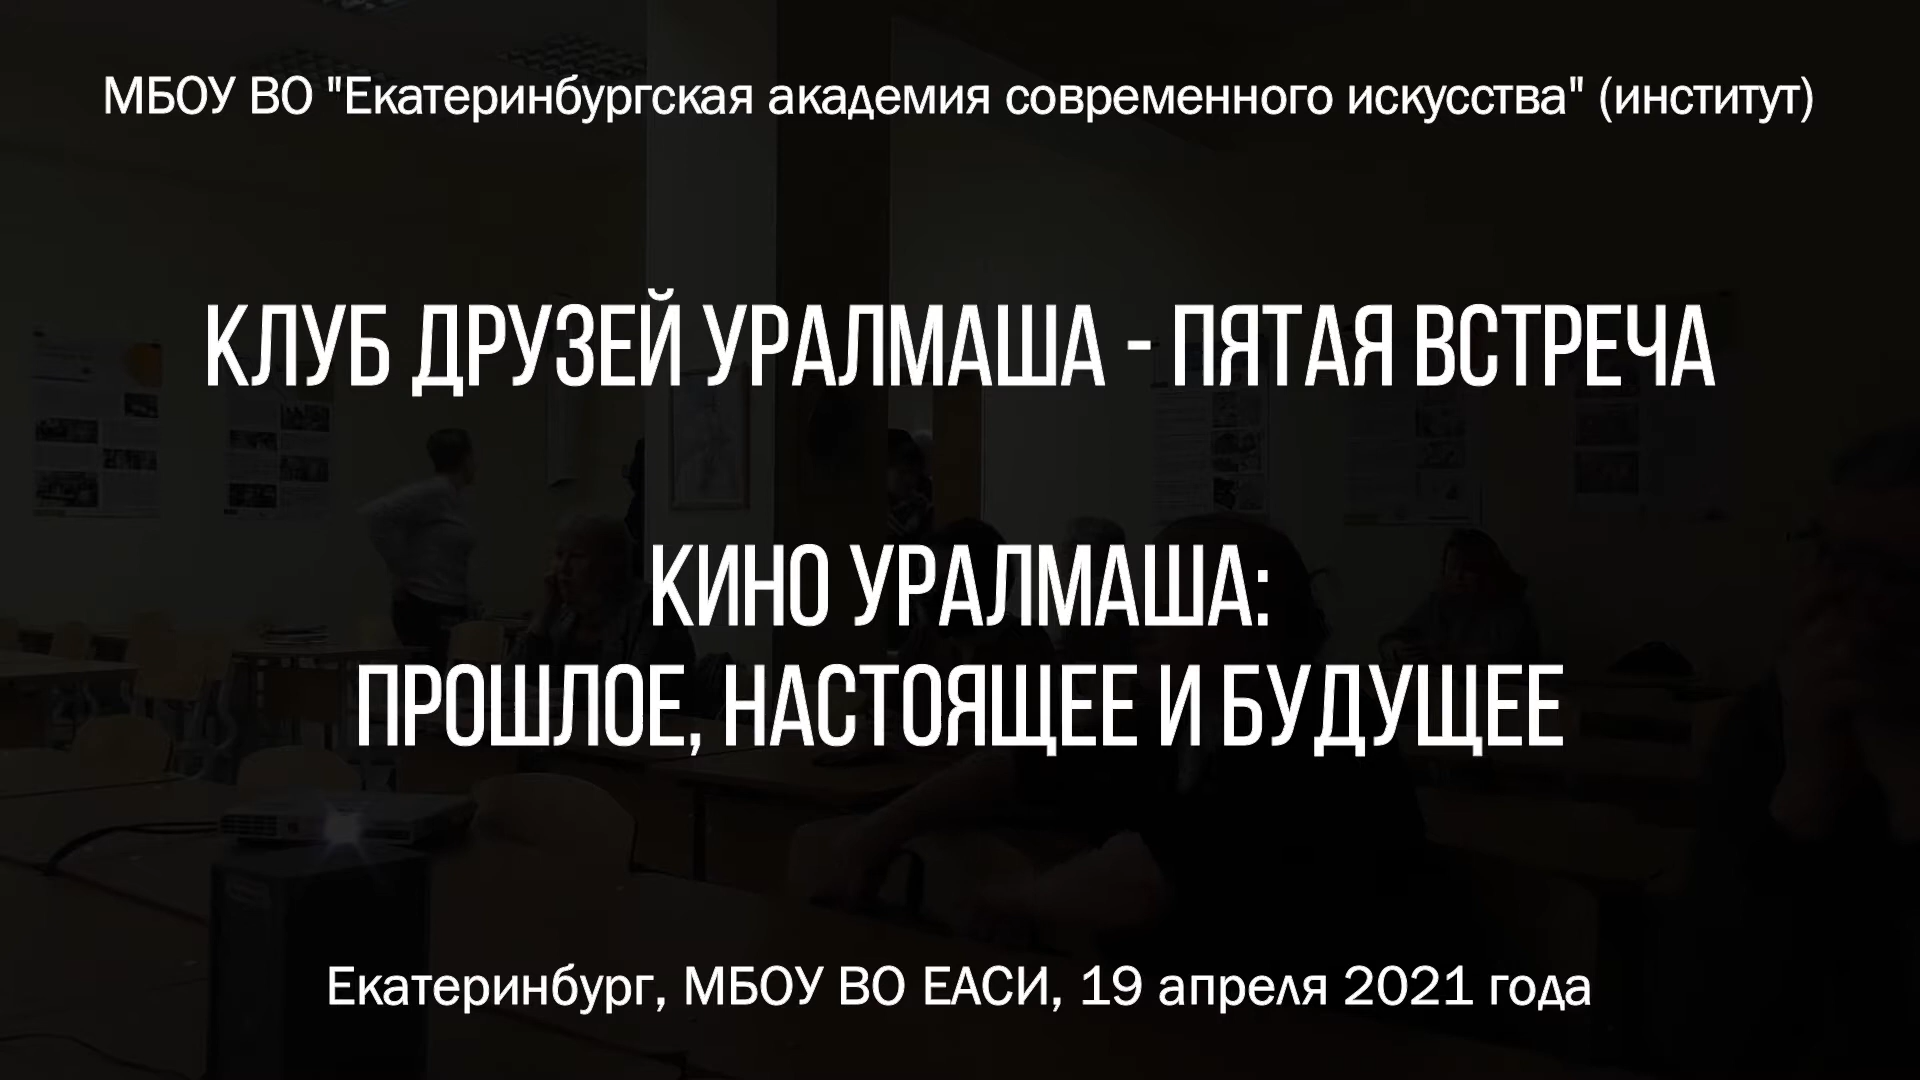 МБОУ ВО "Екатеринбургская академия современного искусства" (институт)
КЛУБ ДРУЗЕЙ УРАЛМАША - ПЯТАЯ ВСТРЕЧА
КИНО УРАЛМАША:
ПРОШЛОЕ, НАСТОЯЩЕЕ И БУДУЩЕЕ
Екатеринбург, МБОУ ВО ЕАСИ, 19 апреля 2021 года